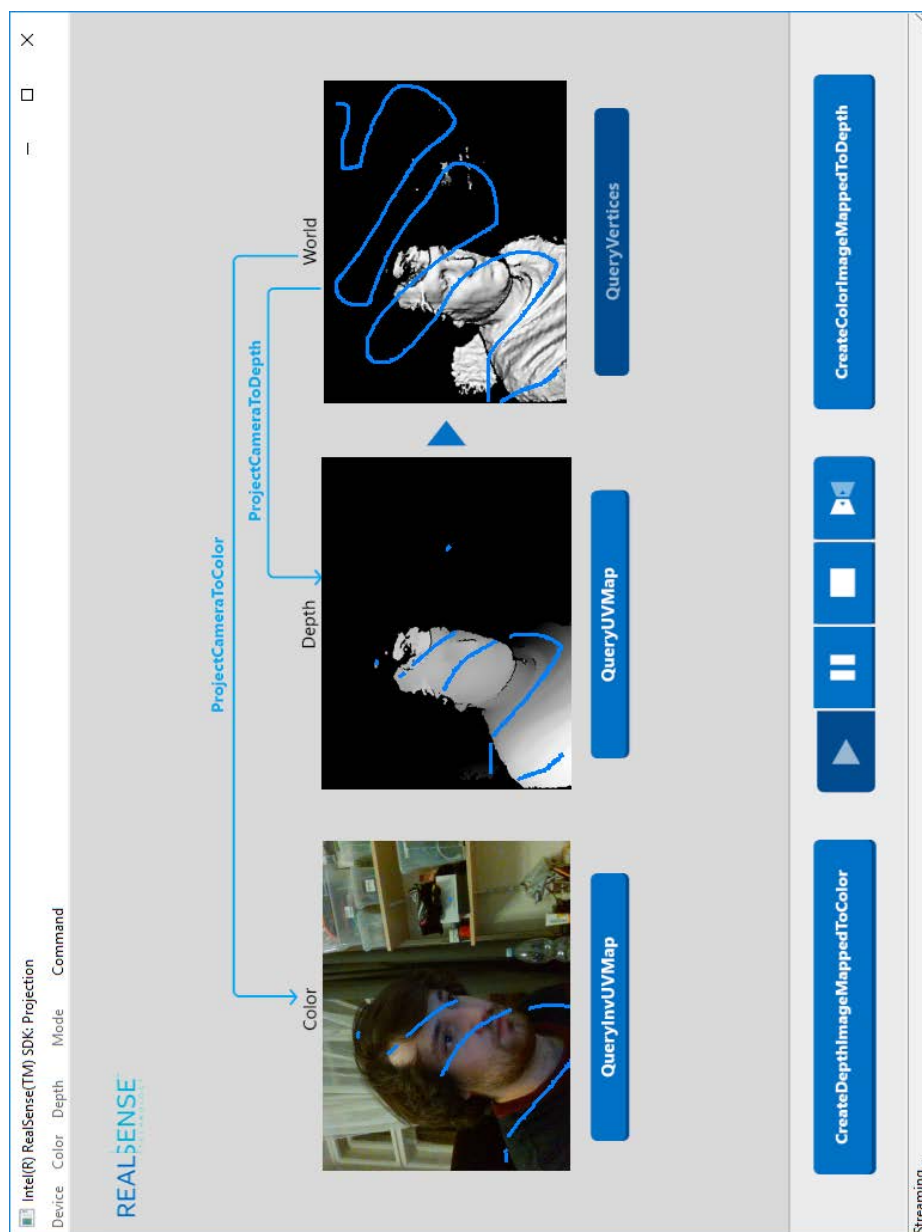 Intel(R) RealSense(TM) SDK: Projection
Device Color Depth Mode Command
REALSENSE
TECHNOLOGY
ProjectCameraToColor
ProjectCameraToDepth
Color
Depth
World
QueryInvUVMap
QueryUVMap
QueryVertices
CreateDepthImageMappedToColor
CreateColorImageMappedToDepth
Streaming...